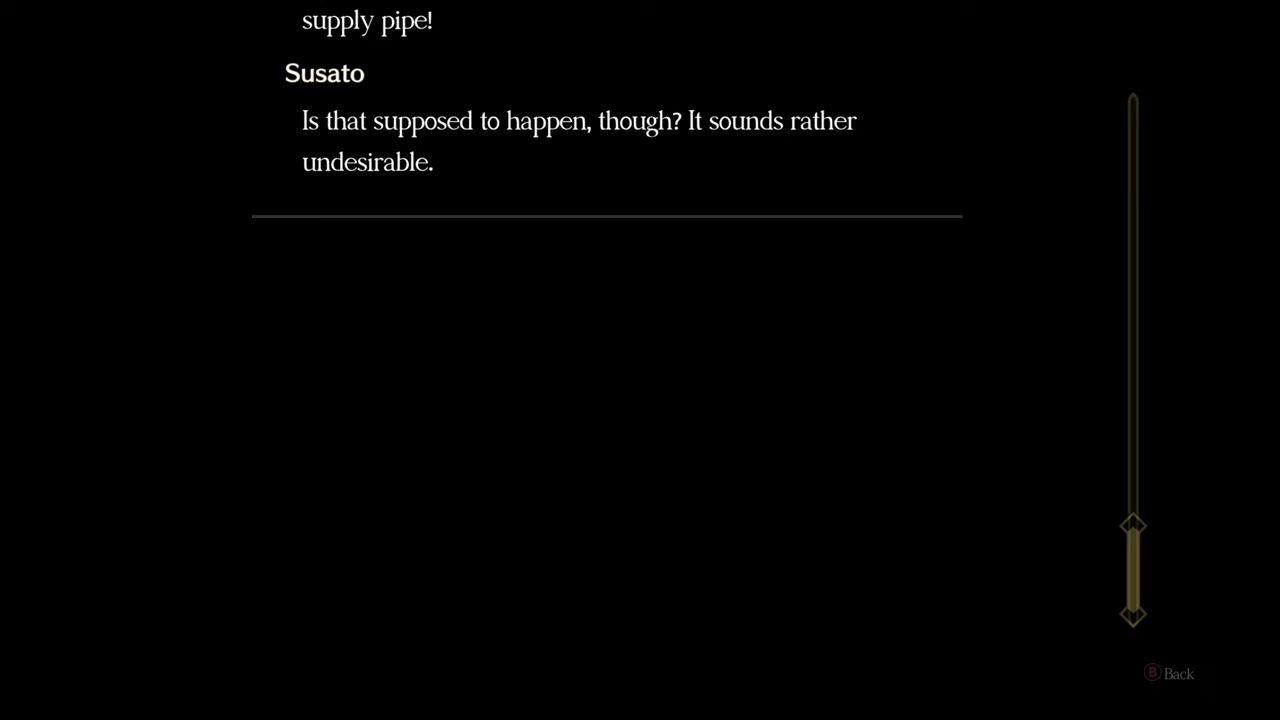 supply pipe!
Susato
Is that supposed to happen, though? It sounds rather
undesirable.
B Back